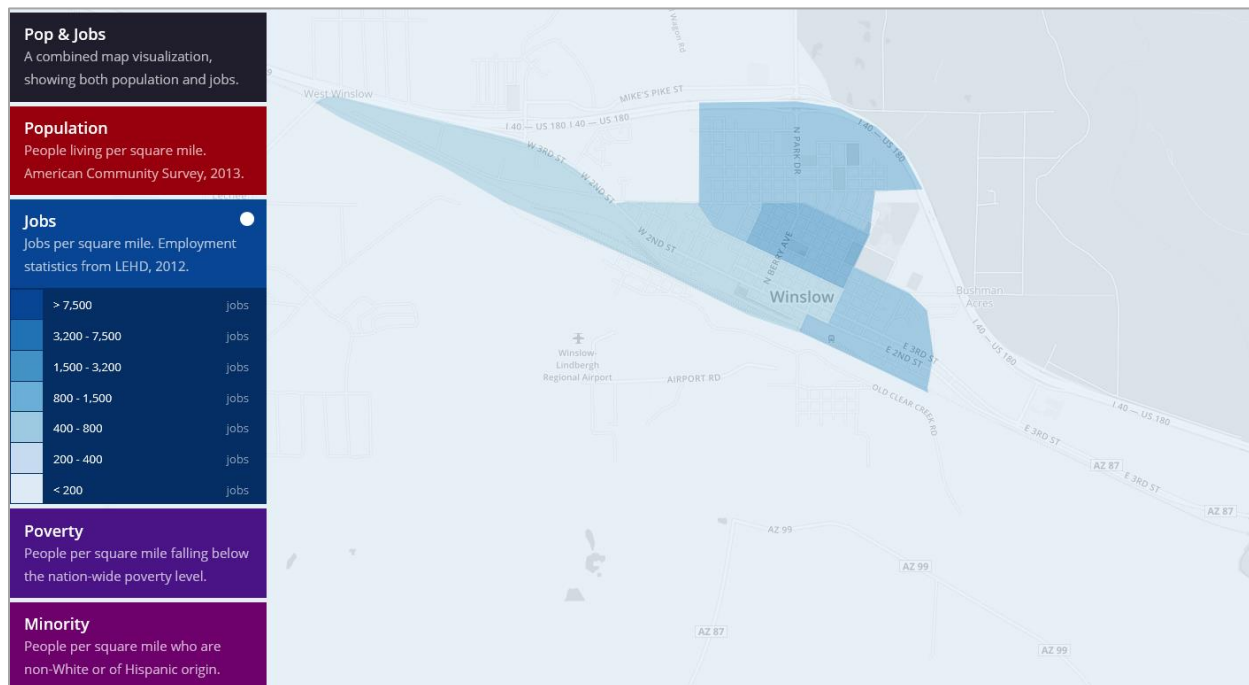 Pop & Jobs
A combined map visualization,
showing both population and jobs.
Population
People living per square mile.
American Community Survey, 2013.
Jobs
Jobs per square mile. Employment
statistics from LEHD, 2012.
> 7,500 jobs
3,200 - 7,500 jobs
1,500 - 3,200 jobs
800 - 1,500 jobs
400 - 800 jobs
200 - 400 jobs
< 200 jobs
Poverty
People per square mile falling below
the nation-wide poverty level.
Minority
People per square mile who are
non-White or of Hispanic origin.
West Winslow
MIKE'S PIKE ST
I 40 — US 180 I 40 — US 180
I 40 — US 180
N PARK DR
W 3RD ST
W 2ND ST
W 2ND ST
N BERRY AVE
Winslow
Bushman
Acres
I 40 — US 180
E 3RD ST
E 2ND ST
Winslow-
Lindbergh
Regional Airport
AIRPORT RD
OLD CLEAR CREEK RD
I 40 — US 180
E 3RD ST
AZ 87
E 3RD ST
AZ 87
AZ 99
AZ 99
AZ 87
AZ 99